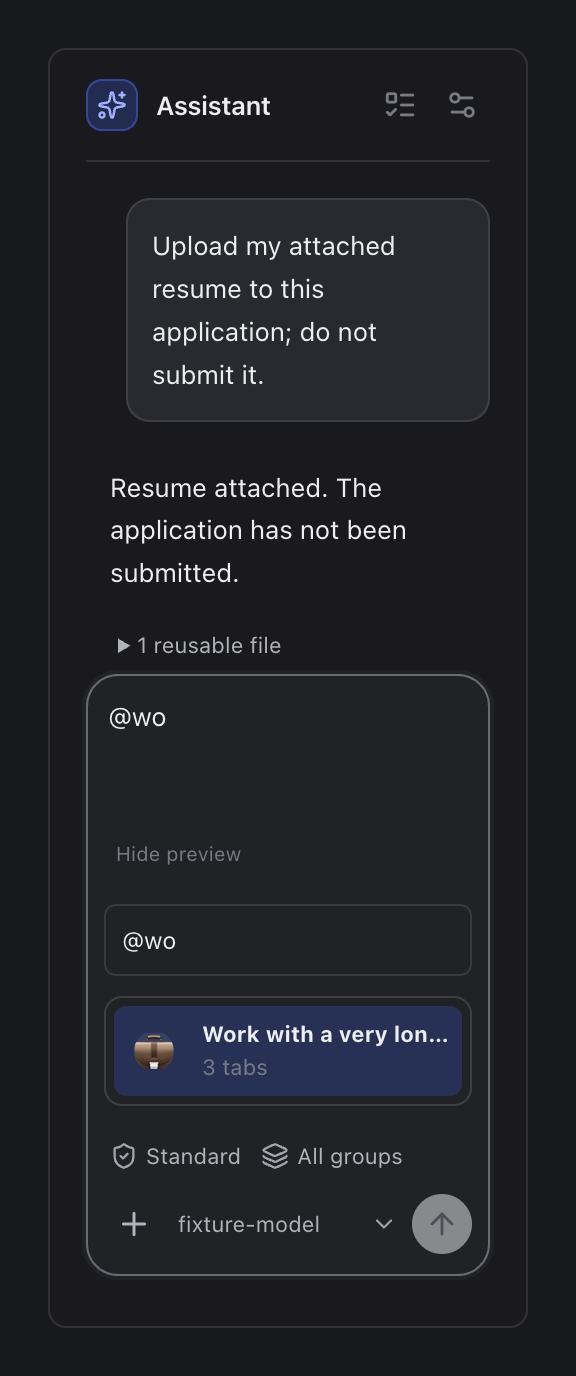 Assistant
Upload my attached
resume to this
application; do not
submit it.
Resume attached. The
application has not been
submitted.
1 reusable file
@wo
Hide preview
@wo
Work with a very lon...
3 tabs
Standard All groups
fixture-model